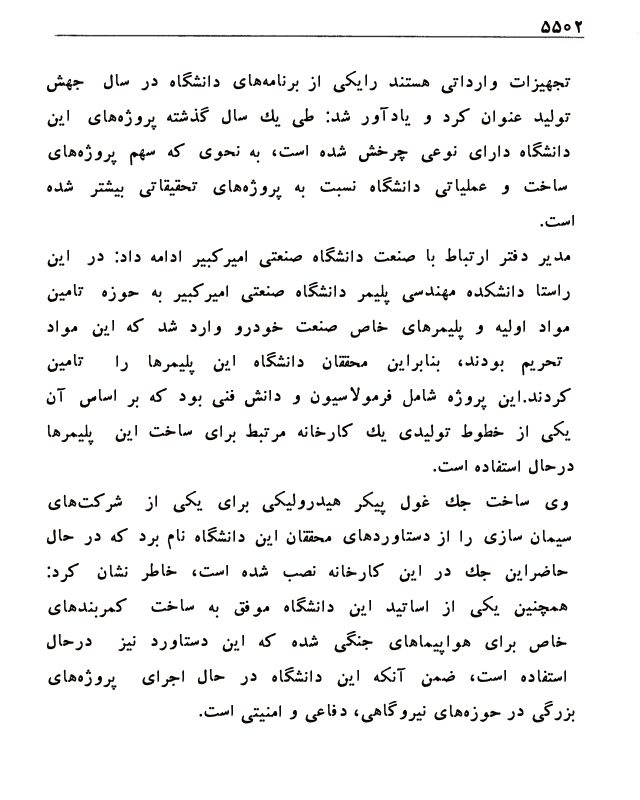 ۵۵۰۲
تجهیزات وارداتی هستند رایکی از برنامه‌های دانشگاه در سال جهش
تولید عنوان کرد و یادآور شد: طی یك سال گذشته پروژه‌های این
دانشگاه دارای نوعی چرخش شده است، به نحوی که سهم پروژه‌های
ساخت و عملیاتی دانشگاه نسبت به پروژه‌های تحقیقاتی بیشتر شده
است.
مدیر دفتر ارتباط با صنعت دانشگاه صنعتی امیرکبیر ادامه داد: در این
راستا دانشکده مهندسی پلیمر دانشگاه صنعتی امیرکبیر به حوزه تامین
مواد اولیه و پلیمرهای خاص صنعت خودرو وارد شد که این مواد
تحریم بودند، بنابراین محققان دانشگاه این پلیمرها را تامین
کردند.این پروژه شامل فرمولاسیون و دانش فنی بود که بر اساس آن
یکی از خطوط تولیدی یك کارخانه مرتبط برای ساخت این پلیمرها
درحال استفاده است.
وی ساخت جك غول پیکر هیدرولیکی برای یکی از شرکت‌های
سیمان سازی را از دستاوردهای محققان این دانشگاه نام برد که در حال
حاضراین جك در این کارخانه نصب شده است، خاطر نشان کرد:
همچنین یکی از اساتید این دانشگاه موفق به ساخت کمربندهای
خاص برای هواپیماهای جنگی شده که این دستاورد نیز درحال
استفاده است، ضمن آنکه این دانشگاه در حال اجرای پروژه‌های
بزرگی در حوزه‌های نیروگاهی، دفاعی و امنیتی است.